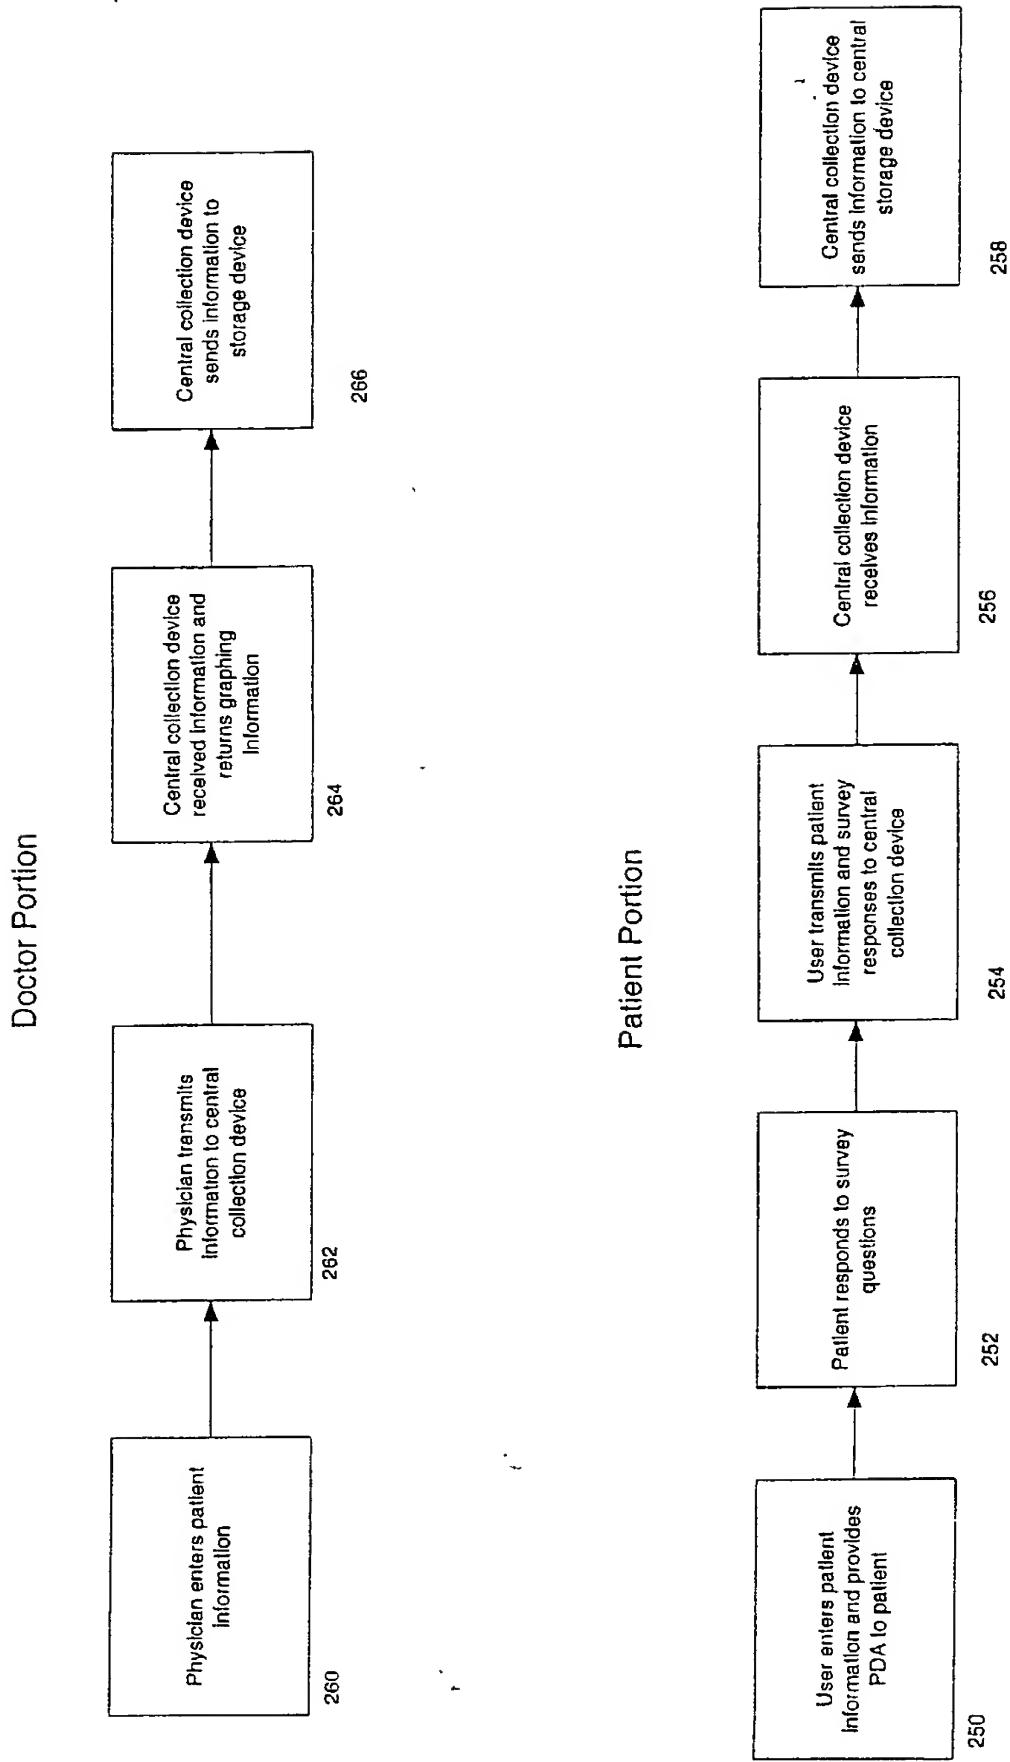 Doctor Portion
Physician enters patient
information
260
Physician transmits
information to central
collection device
262
Central collection device
received information and
returns graphing
information
264
Central collection device
sends information to
storage device
266
Patient Portion
User enters patient
information and provides
PDA to patient
250
Patient responds to survey
questions
252
User transmits patient
information and survey
responses to central
collection device
254
Central collection device
receives information
256
Central collection device
sends information to central
storage device
258